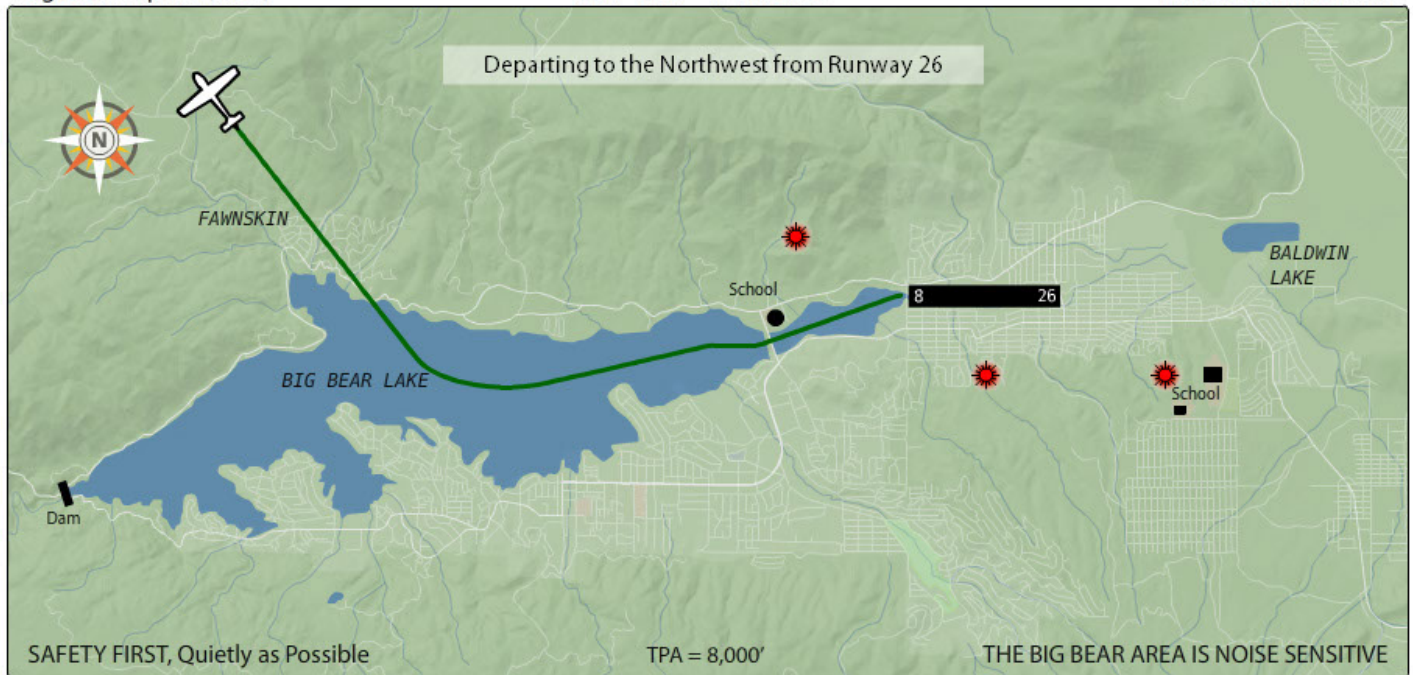 Departing to the Northwest from Runway 26
N
FAWNSKIN
School
8 26
BALDWIN
LAKE
BIG BEAR LAKE
School
Dam
SAFETY FIRST, Quietly as Possible
TPA = 8,000’
THE BIG BEAR AREA IS NOISE SENSITIVE